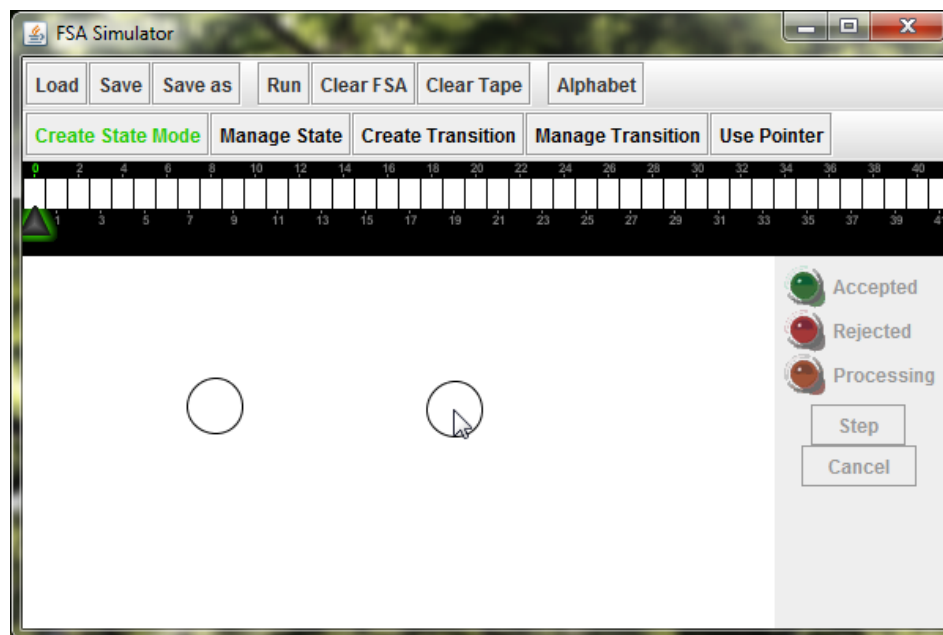 FSA Simulator
Load Save Save as Run Clear FSA Clear Tape Alphabet
Create State Mode Manage State Create Transition Manage Transition Use Pointer
0 2 4 6 8 10 12 14 16 18 20 22 24 26 28 30 32 34 36 38 40
1 3 5 7 9 11 13 15 17 19 21 23 25 27 29 31 33 35 37 39
Accepted
Rejected
Processing
Step
Cancel